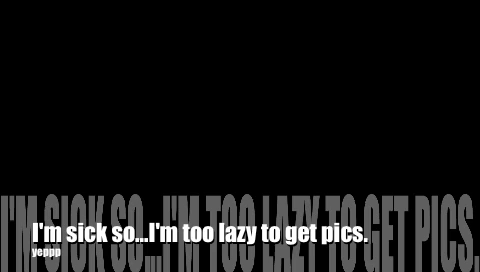 I'M SICK SO...I'M TOO LAZY TO GET PICS.
I'm sick so...I'm too lazy to get pics.
yeppp